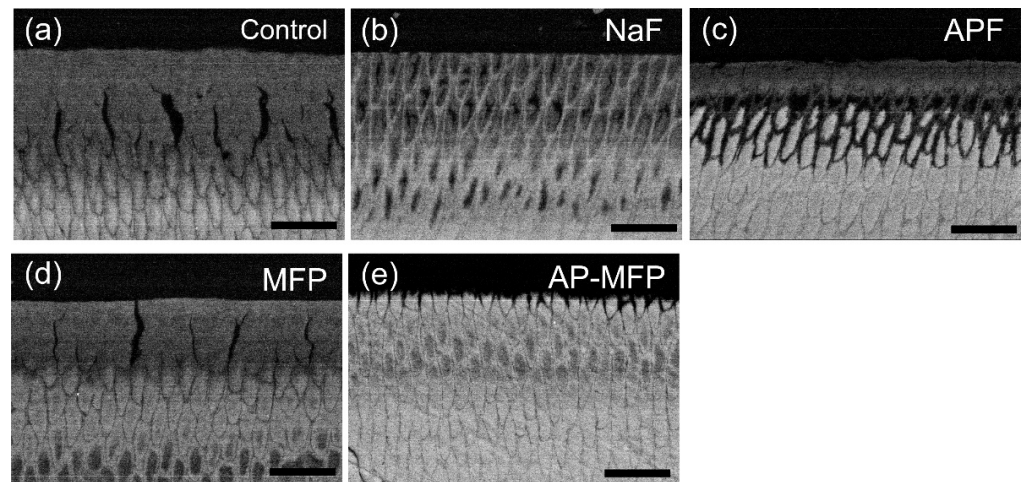 (a) Control
(b) NaF
(c) APF
(d) MFP
(e) AP-MFP